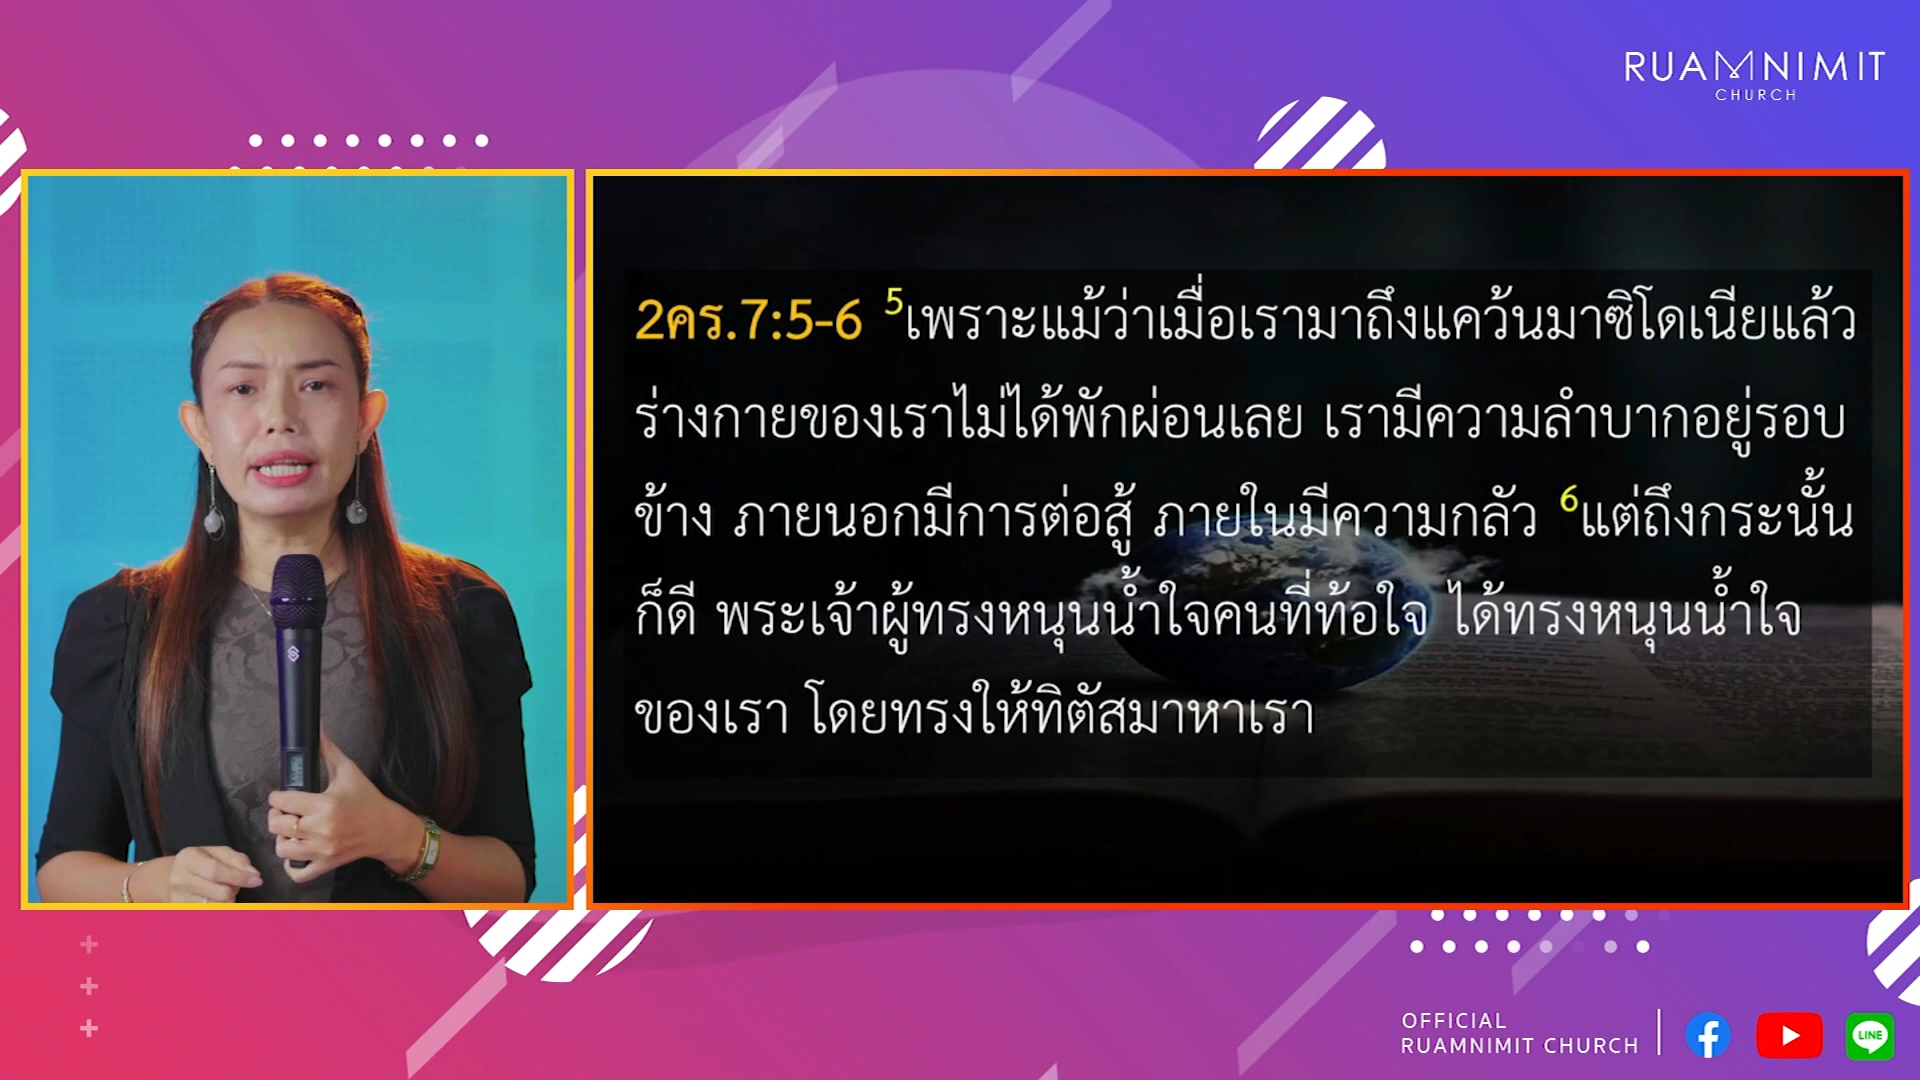 RUAMNIMIT
CHURCH
2คร.7:5-6 5เพราะแม้ว่าเมื่อเรามาถึงแคว้นมาซิโดเนียแล้ว
ร่างกายของเราไม่ได้พักผ่อนเลย เรามีความลำบากอยู่รอบ
ข้าง ภายนอกมีการต่อสู้ ภายในมีความกลัว 6แต่ถึงกระนั้น
ก็ดี พระเจ้าผู้ทรงหนุนน้ำใจคนที่ท้อใจ ได้ทรงหนุนน้ำใจ
ของเรา โดยทรงให้ทิตัสมาหาเรา
OFFICIAL
RUAMNIMIT CHURCH
LINE